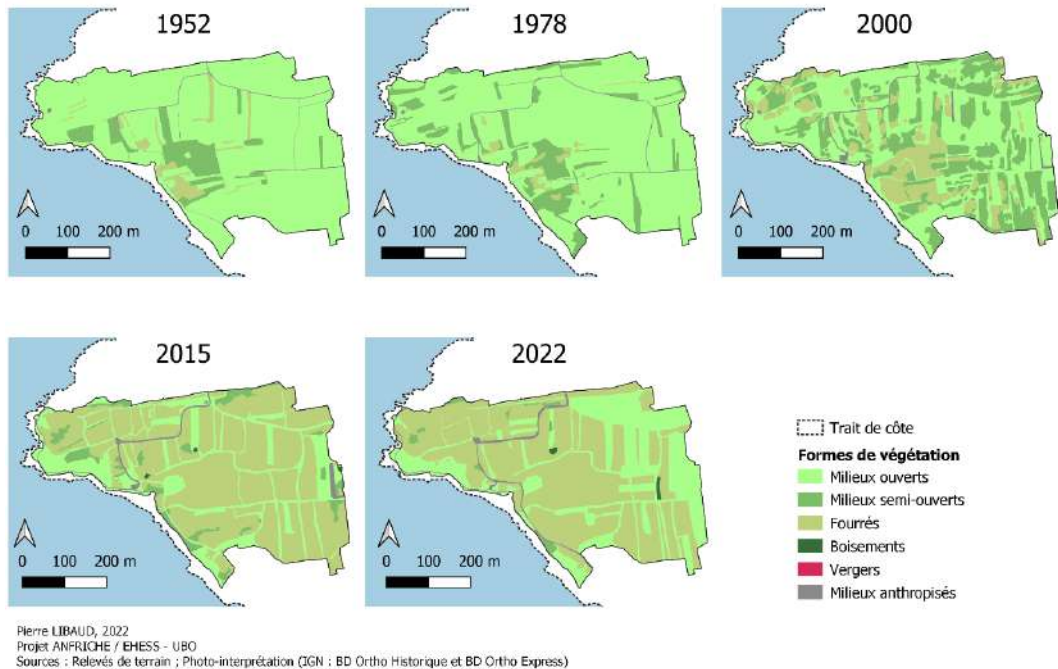 1952
1978
2000
0 100 200 m
0 100 200 m
0 100 200 m
2015
2022
0 100 200 m
0 100 200 m
Trait de côte
Formes de végétation
Milieux ouverts
Milieux semi-ouverts
Fourrés
Boisements
Vergers
Milieux anthropisés
Pierre LIBAUD, 2022
Projet ANFRICHE / EHESS - UBO
Sources : Relevés de terrain ; Photo-interprétation (IGN : BD Ortho Historique et BD Ortho Express)